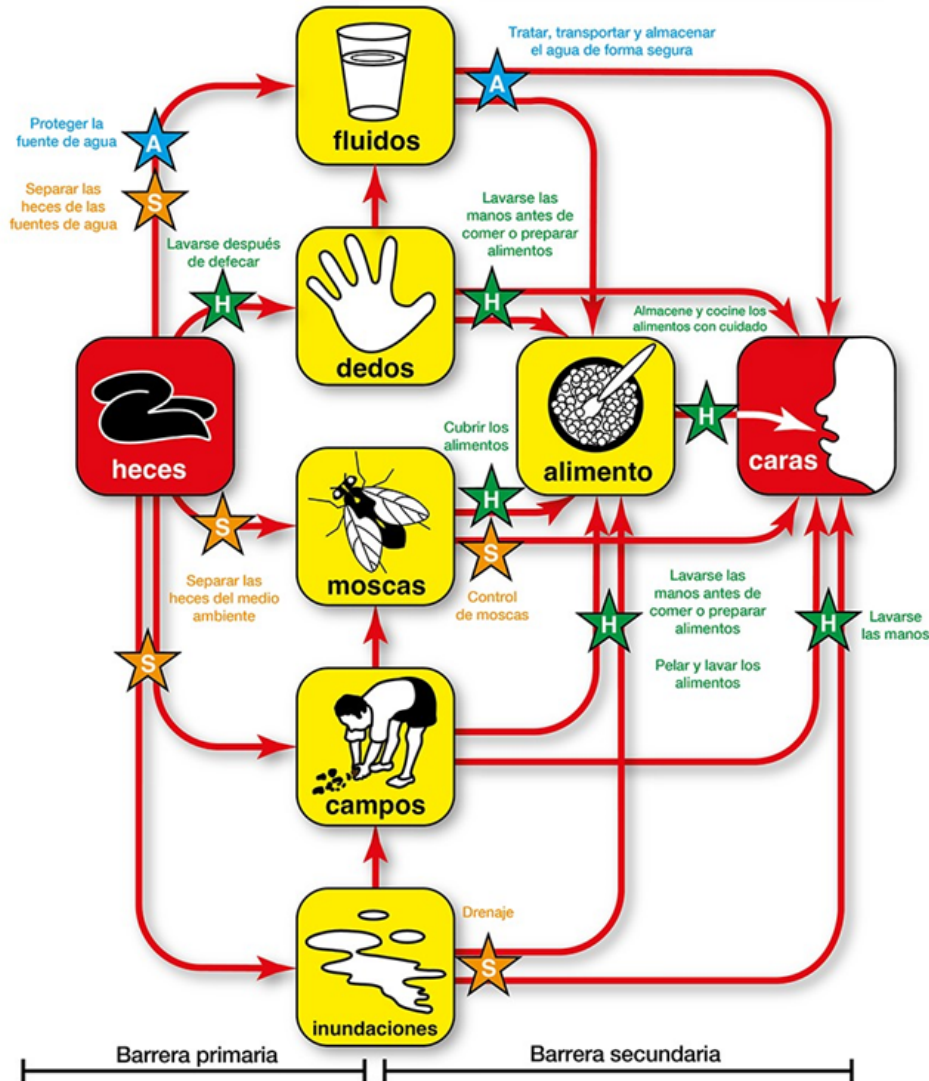 Tratar, transportar y almacenar
el agua de forma segura
A
fluidos
Proteger la
fuente de agua
A
Separar las
heces de las
fuentes de agua
S
Lavarse las
manos antes de
comer o preparar
alimentos
Lavarse después
de defecar
H
H
dedos
Almacene y cocine los
alimentos con cuidado
heces
alimento
H
caras
Cubrir los
alimentos
H
S
moscas
S
Separar las
heces del medio
ambiente
Control
de moscas
Lavarse las
manos antes de
comer o preparar
alimentos
Pelar y lavar los
alimentos
H
H
Lavarse
las manos
S
campos
Drenaje
S
inundaciones
Barrera primaria
Barrera secundaria